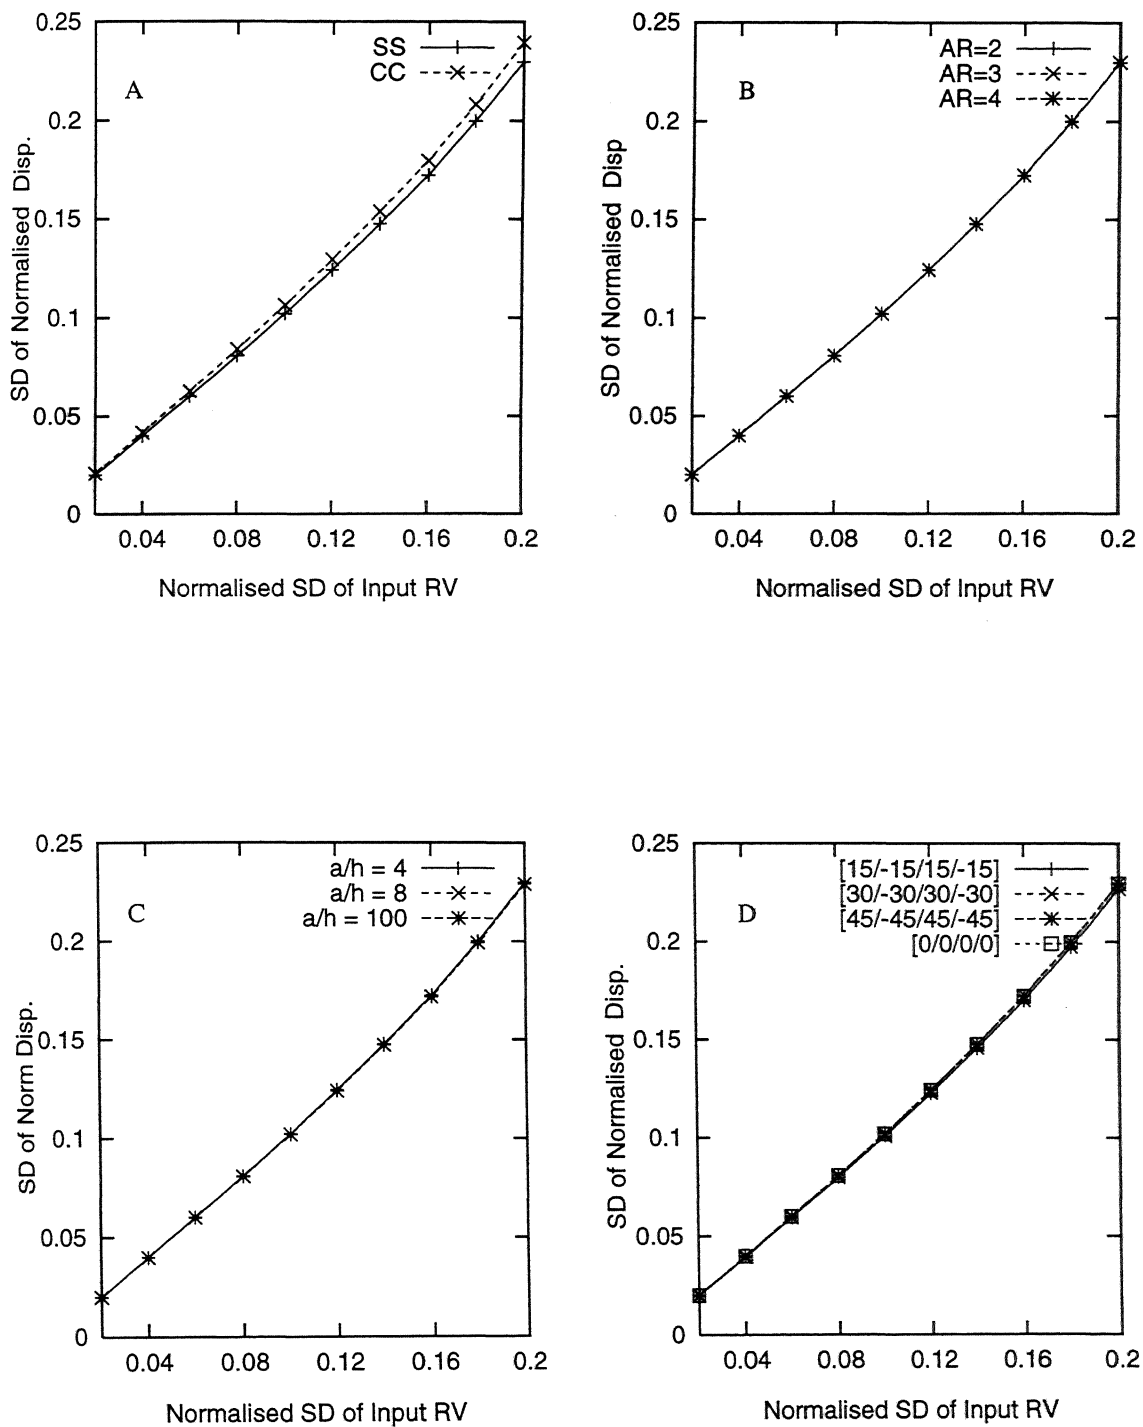 0.25
0.2
0.15
0.1
0.05
0
SD of Normalised Disp.
A
SS
CC
0.04
0.08
0.12
0.16
0.2
Normalised SD of Input RV
0.25
0.2
0.15
0.1
0.05
0
SD of Normalised Disp
B
AR=2
AR=3
AR=4
0.04
0.08
0.12
0.16
0.2
Normalised SD of Input RV
0.25
0.2
0.15
0.1
0.05
0
SD of Norm Disp.
C
a/h = 4
a/h = 8
a/h = 100
0.04
0.08
0.12
0.16
0.2
Normalised SD of Input RV
0.25
0.2
0.15
0.1
0.05
0
SD of Normalised Disp.
D
[15/-15/15/-15]
[30/-30/30/-30]
[45/-45/45/-45]
[0/0/0/0]
0.04
0.08
0.12
0.16
0.2
Normalised SD of Input RV